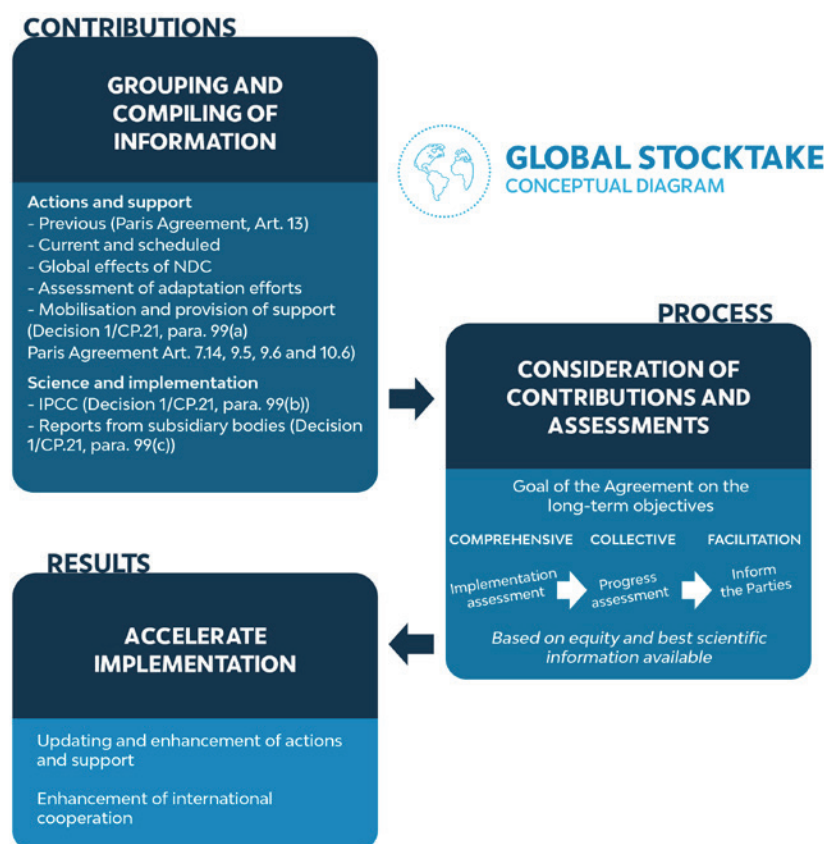 CONTRIBUTIONS
GROUPING AND
COMPILING OF
INFORMATION
Actions and support
- Previous (Paris Agreement, Art. 13)
- Current and scheduled
- Global effects of NDC
- Assessment of adaptation efforts
- Mobilisation and provision of support
(Decision 1/CP.21, para. 99(a)
Paris Agreement Art. 7.14, 9.5, 9.6 and 10.6)
Science and implementation
- IPCC (Decision 1/CP.21, para. 99(b))
- Reports from subsidiary bodies (Decision
1/CP.21, para. 99(c))
GLOBAL STOCKTAKE
CONCEPTUAL DIAGRAM
PROCESS
CONSIDERATION OF
CONTRIBUTIONS AND
ASSESSMENTS
Goal of the Agreement on the
long-term objectives
COMPREHENSIVE COLLECTIVE FACILITATION
Implementation
assessment
Progress
assessment
Inform
the Parties
Based on equity and best scientific
information available
RESULTS
ACCELERATE
IMPLEMENTATION
Updating and enhancement of actions
and support
Enhancement of international
cooperation